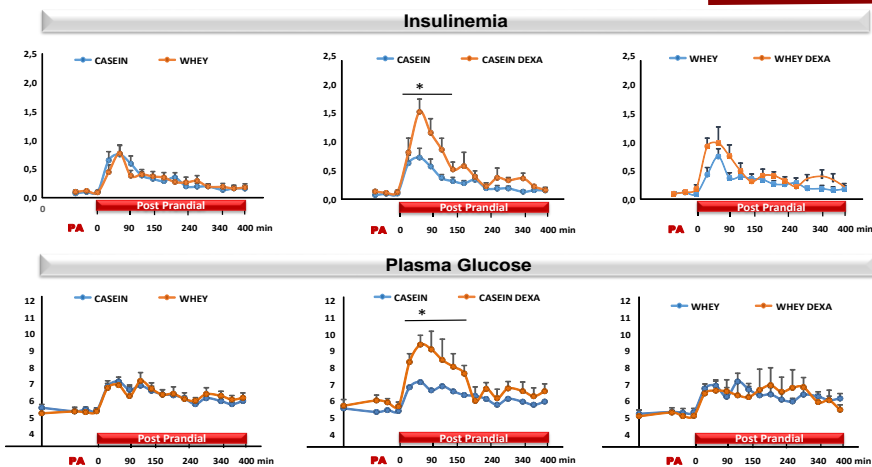 Insulinemia
CASEIN WHEY
CASEIN CASEIN DEXA
WHEY WHEY DEXA
2,5
2,0
1,5
1,0
0,5
0,0
0
2,5
2,0
1,5
1,0
0,5
0,0
2,5
2,0
1,5
1,0
0,5
0,0
*
Post Prandial
Post Prandial
Post Prandial
PA 0 90 150 240 340 400 min
PA 0 90 150 240 340 400 min
PA 0 90 150 240 340 400 min
Plasma Glucose
CASEIN WHEY
CASEIN CASEIN DEXA
WHEY WHEY DEXA
12
11
10
9
8
7
6
5
4
12
11
10
9
8
7
6
5
4
12
11
10
9
8
7
6
5
4
*
Post Prandial
Post Prandial
Post Prandial
PA 0 90 150 240 340 400 min
PA 0 90 150 240 340 400 min
PA 0 90 150 240 340 400 min